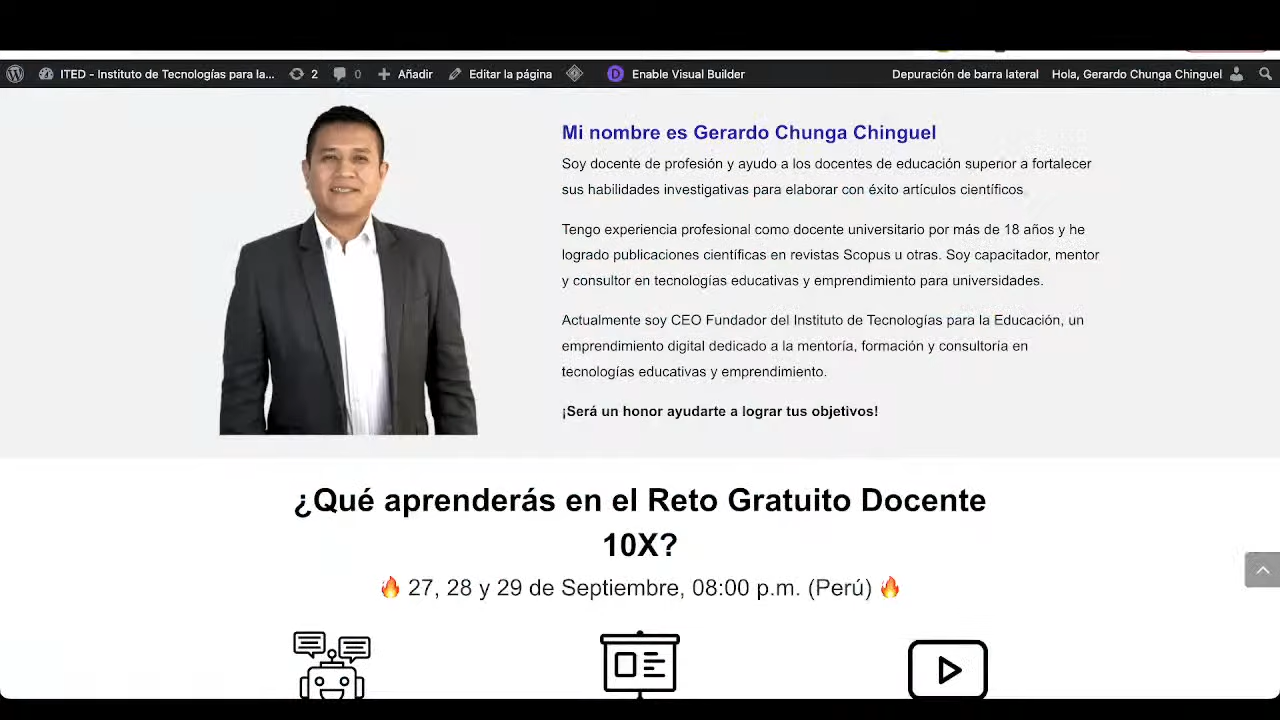 ITED - Instituto de Tecnologías para la... 2 0 Añadir Editar la página D Enable Visual Builder Depuración de barra lateral Hola, Gerardo Chunga Chinguel
Mi nombre es Gerardo Chunga Chinguel
Soy docente de profesión y ayudo a los docentes de educación superior a fortalecer
sus habilidades investigativas para elaborar con éxito artículos científicos
Tengo experiencia profesional como docente universitario por más de 18 años y he
logrado publicaciones científicas en revistas Scopus u otras. Soy capacitador, mentor
y consultor en tecnologías educativas y emprendimiento para universidades.
Actualmente soy CEO Fundador del Instituto de Tecnologías para la Educación, un
emprendimiento digital dedicado a la mentoría, formación y consultoría en
tecnologías educativas y emprendimiento.
¡Será un honor ayudarte a lograr tus objetivos!
¿Qué aprenderás en el Reto Gratuito Docente
10X?
🔥 27, 28 y 29 de Septiembre, 08:00 p.m. (Perú) 🔥